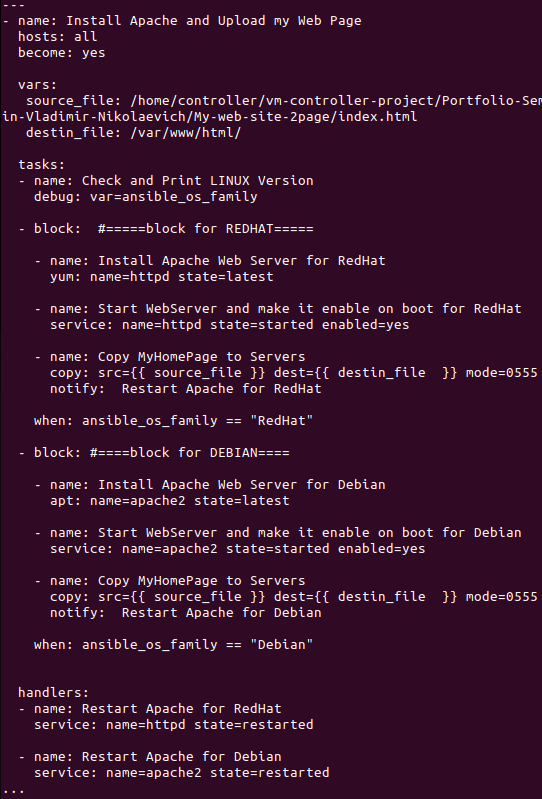 ---
- name: Install Apache and Upload my Web Page
  hosts: all
  become: yes

  vars:
   source_file: /home/controller/vm-controller-project/Portfolio-Sem
in-Vladimir-Nikolaevich/My-web-site-2page/index.html
   destin_file: /var/www/html/

  tasks:
  - name: Check and Print LINUX Version
    debug: var=ansible_os_family

  - block:  #=====block for REDHAT=====

    - name: Install Apache Web Server for RedHat
      yum: name=httpd state=latest

    - name: Start WebServer and make it enable on boot for RedHat
      service: name=httpd state=started enabled=yes

    - name: Copy MyHomePage to Servers
      copy: src={{ source_file }} dest={{ destin_file  }} mode=0555
      notify:  Restart Apache for RedHat

    when: ansible_os_family == "RedHat"

  - block: #====block for DEBIAN====

    - name: Install Apache Web Server for Debian
      apt: name=apache2 state=latest

    - name: Start WebServer and make it enable on boot for Debian
      service: name=apache2 state=started enabled=yes

    - name: Copy MyHomePage to Servers
      copy: src={{ source_file }} dest={{ destin_file  }} mode=0555
      notify:  Restart Apache for Debian

    when: ansible_os_family == "Debian"


  handlers:
  - name: Restart Apache for RedHat
    service: name=httpd state=restarted

  - name: Restart Apache for Debian
    service: name=apache2 state=restarted
...